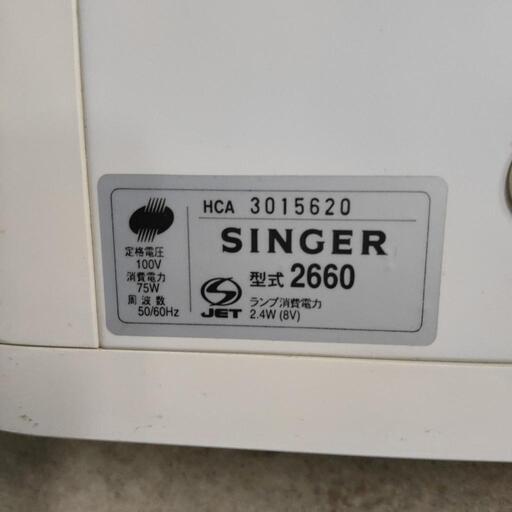 HCA 3015620
SINGER
型式 2660
定格電圧
100V
消費電力
75W
周波数
50/60Hz
JET
ランプ消費電力
2.4W (8V)